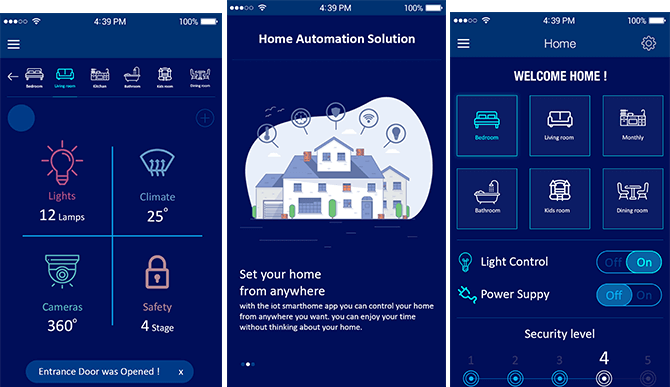 4:39 PM 100%
Bedroom Living room Kitchan Bathroom Kids room Dining room
Lights
12 Lamps
Climate
25°
Cameras
360°
Safety
4 Stage
Entrance Door was Opened ! x
4:39 PM 100%
Home Automation Solution
Set your home
from anywhere
with the iot smarthome app you can control your home
from anywhere you want. you can enjoy your time
without thinking about your home.
4:39 PM 100%
Home
WELCOME HOME !
Bedroom Living room Monthly
Bathroom Kids room Dining room
Light Control Off On
Power Suppy Off On
Security level
1 2 3 4 5